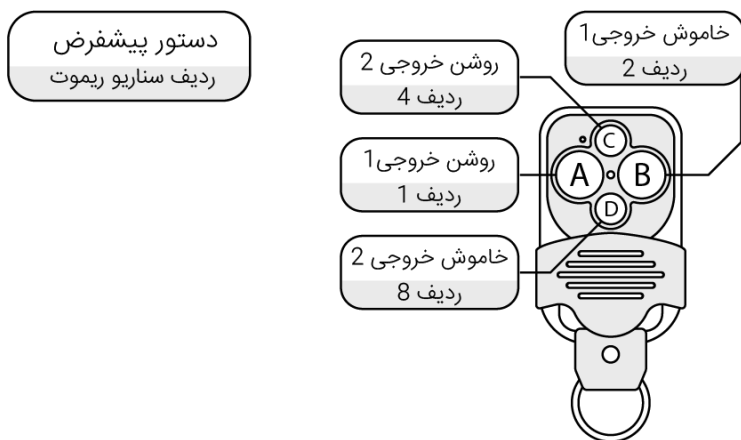 دستور پیشفرض
ردیف سناریو ریموت
خاموش خروجی1
ردیف 2
روشن خروجی 2
ردیف 4
روشن خروجی1
ردیف 1
خاموش خروجی 2
ردیف 8
C
A
B
D